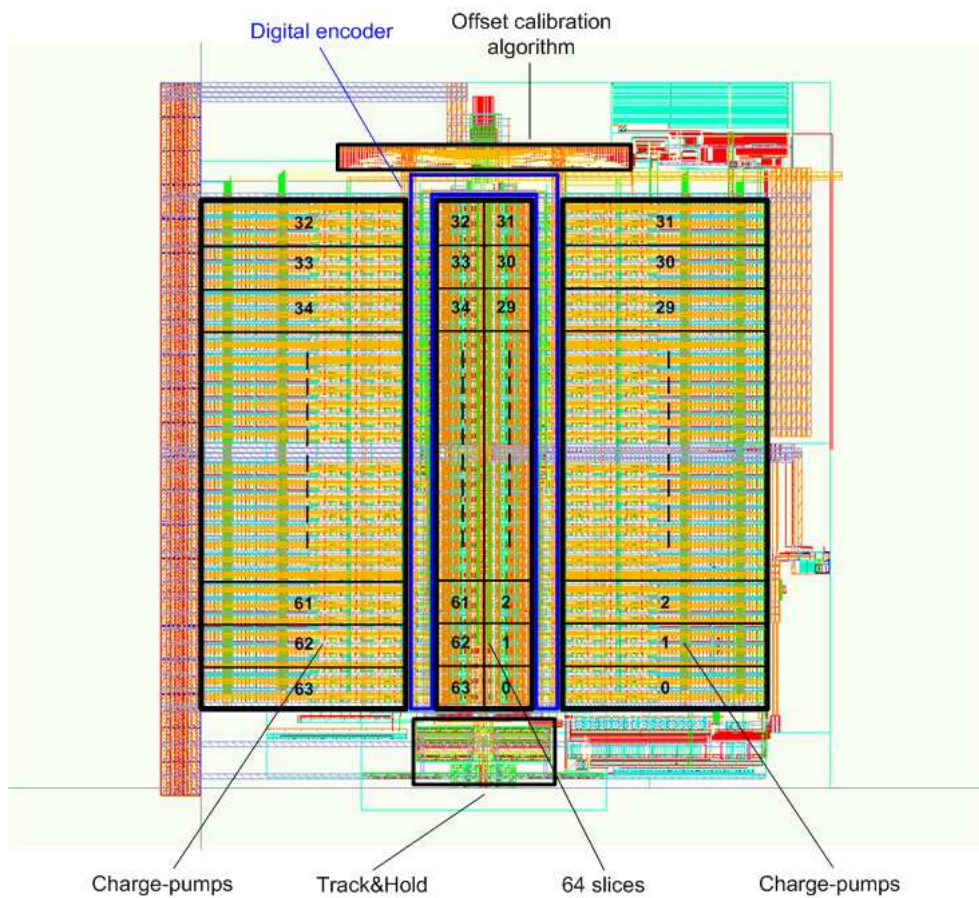 Offset calibration
algorithm
Digital encoder
32 32 31 31
33 33 30 30
34 34 29 29
61 61 2 2
62 62 1 1
63 63 0 0
Charge-pumps Track&Hold 64 slices Charge-pumps